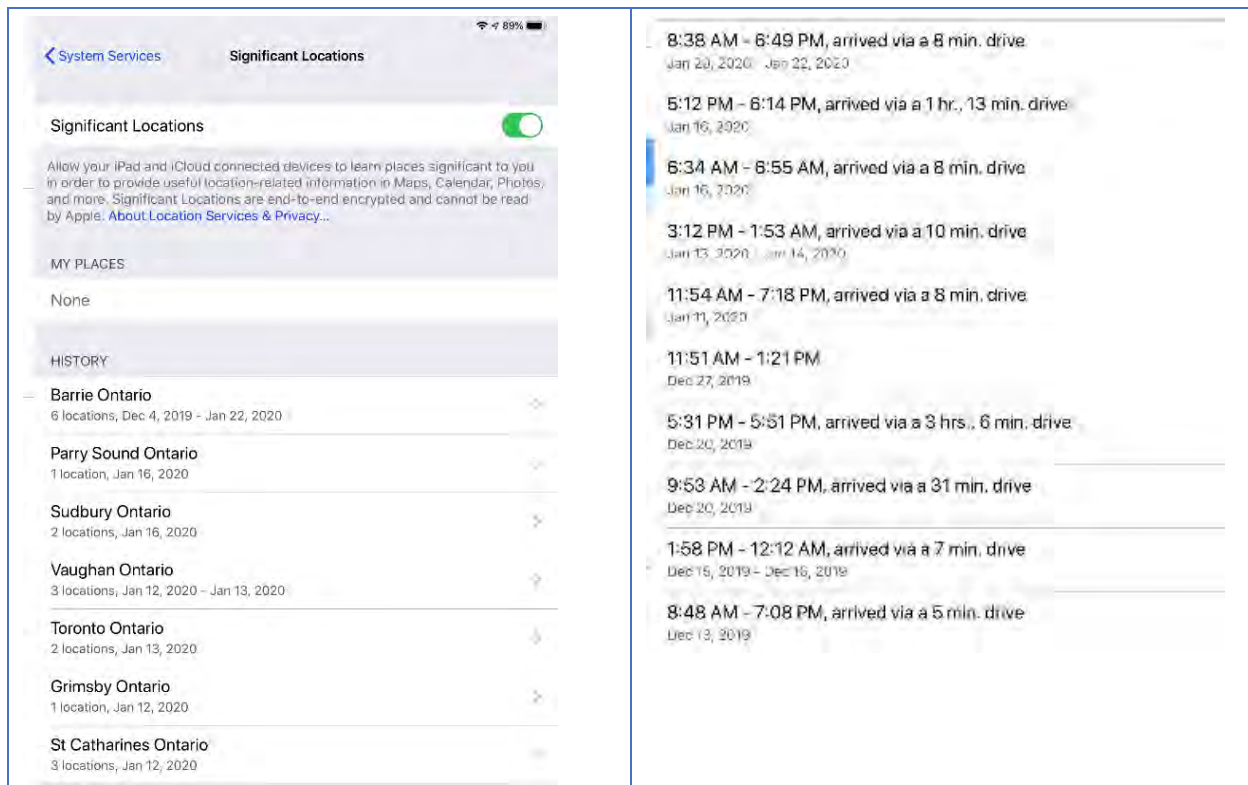 89%
System Services
Significant Locations
Significant Locations
Allow your iPad and iCloud connected devices to learn places significant to you
in order to provide useful location-related information in Maps, Calendar, Photos,
and more. Significant Locations are end-to-end encrypted and cannot be read
by Apple. About Location Services & Privacy...
MY PLACES
None
HISTORY
Barrie Ontario
6 locations, Dec 4, 2019 - Jan 22, 2020
Parry Sound Ontario
1 location, Jan 16, 2020
Sudbury Ontario
2 locations, Jan 16, 2020
Vaughan Ontario
3 locations, Jan 12, 2020 - Jan 13, 2020
Toronto Ontario
2 locations, Jan 13, 2020
Grimsby Ontario
1 location, Jan 12, 2020
St Catharines Ontario
3 locations, Jan 12, 2020
8:38 AM - 6:49 PM, arrived via a 8 min. drive
Jan 2020 - Jan 22, 2020
5:12 PM - 6:14 PM, arrived via a 1 hr., 13 min. drive
Jan 16, 2020
6:34 AM - 6:55 AM, arrived via a 8 min. drive
Jan 16, 2020
3:12 PM - 1:53 AM, arrived via a 10 min. drive
Jan 13, 2020 - Jan 14, 2020
11:54 AM - 7:18 PM, arrived via a 8 min. drive
Jan 11, 2020
11:51 AM - 1:21 PM
Dec 27, 2019
5:31 PM - 5:51 PM, arrived via a 3 hrs., 6 min. drive
Dec 20, 2019
9:53 AM - 2:24 PM, arrived via a 31 min. drive
Dec 20, 2019
1:58 PM - 12:12 AM, arrived via a 7 min. drive
Dec 15, 2019 - Dec 16, 2019
8:48 AM - 7:08 PM, arrived via a 5 min. drive
Dec 13, 2019